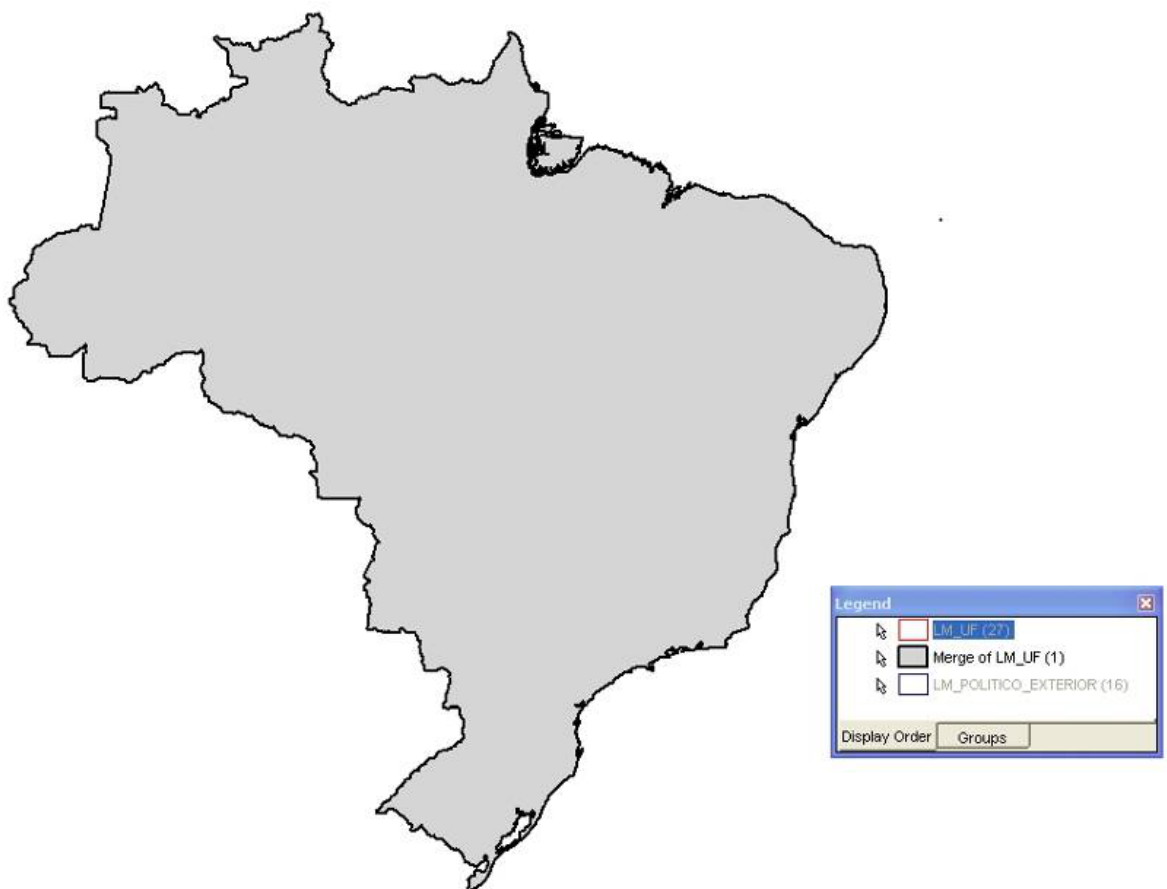 Legend
LM_UF (27)
Merge of LM_UF (1)
LM_POLITICO_EXTERIOR (16)
Display Order Groups